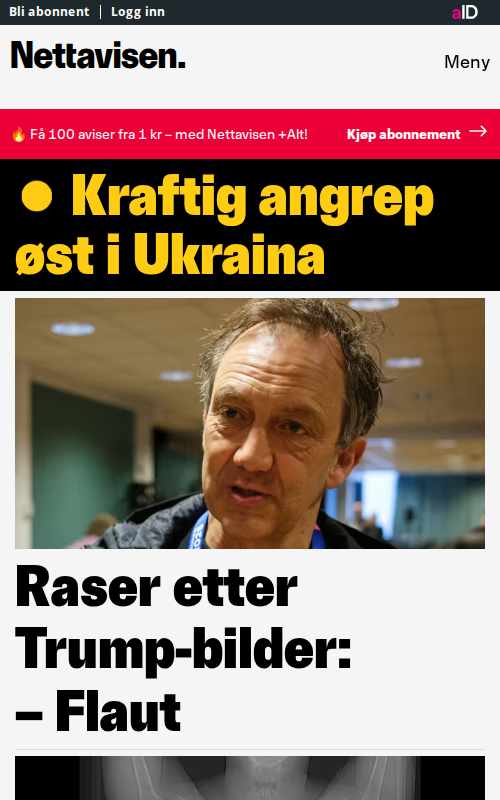 Bli abonnent | Logg inn
aID
Nettavisen.
Meny
🔥 Få 100 aviser fra 1 kr – med Nettavisen +Alt!
Kjøp abonnement →
Kraftig angrep
øst i Ukraina
Raser etter
Trump-bilder:
– Flaut